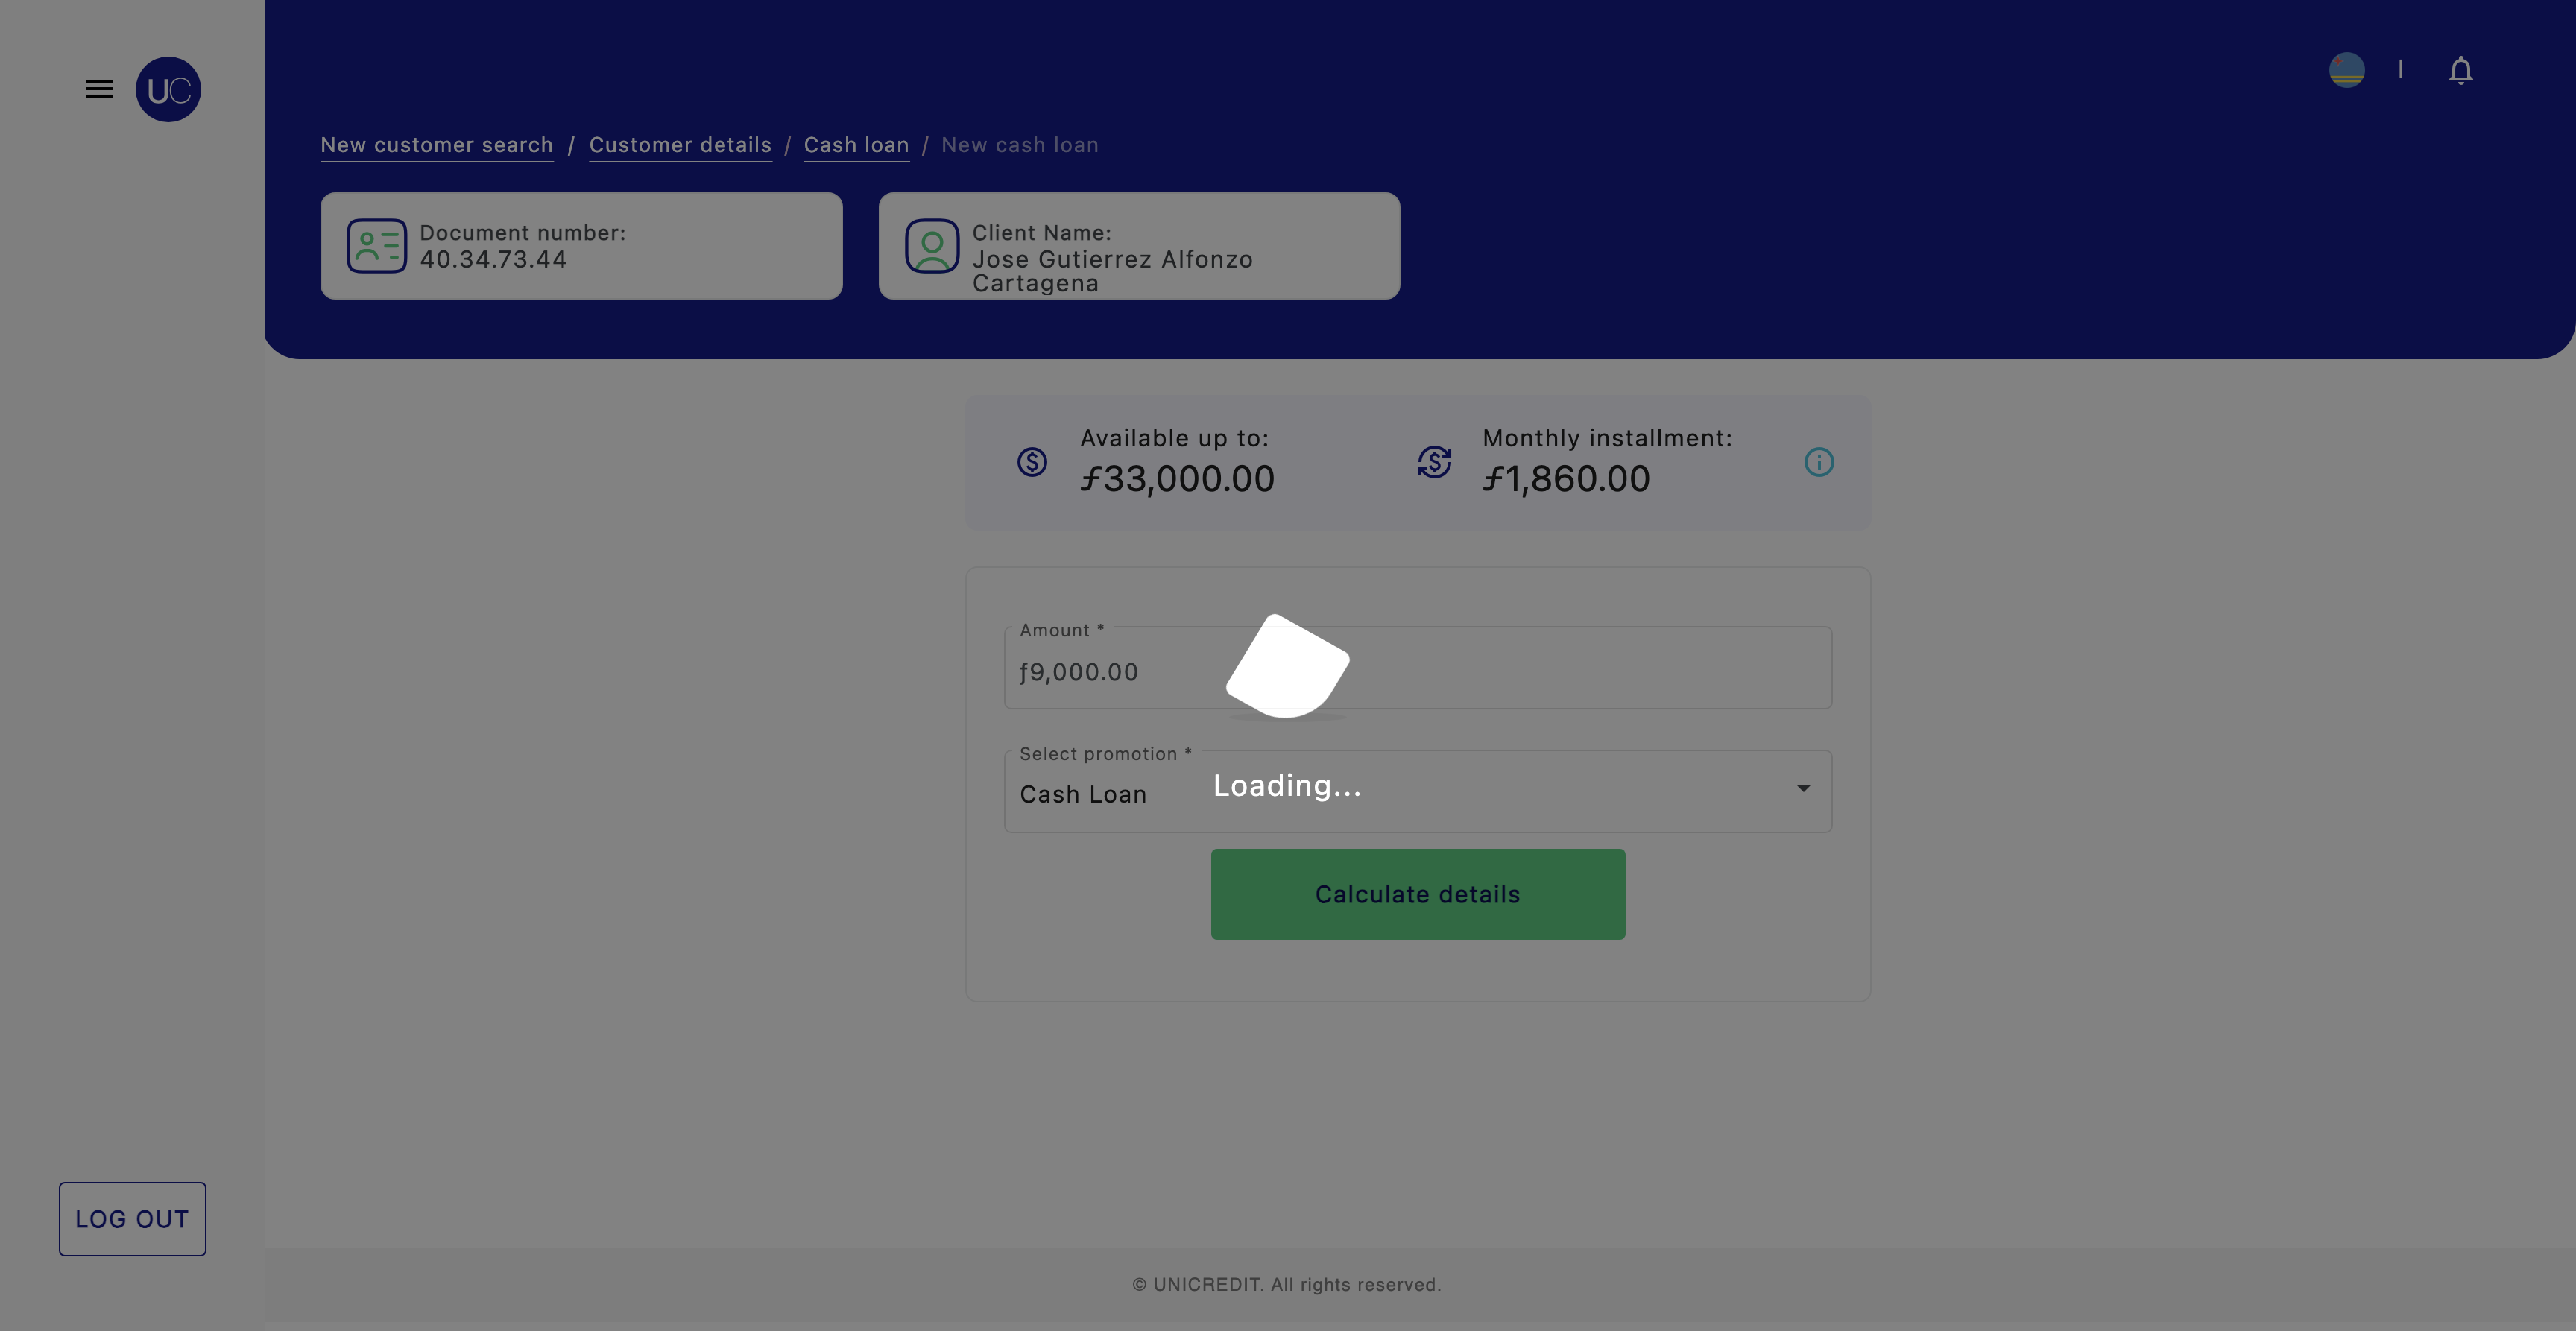 UC
New customer search / Customer details / Cash loan / New cash loan
Document number:
40.34.73.44
Client Name:
Jose Gutierrez Alfonzo
Cartagena
Available up to:
ƒ33,000.00
Monthly installment:
ƒ1,860.00
Amount *
ƒ9,000.00
Select promotion *
Cash Loan
Loading...
Calculate details
LOG OUT
© UNICREDIT. All rights reserved.